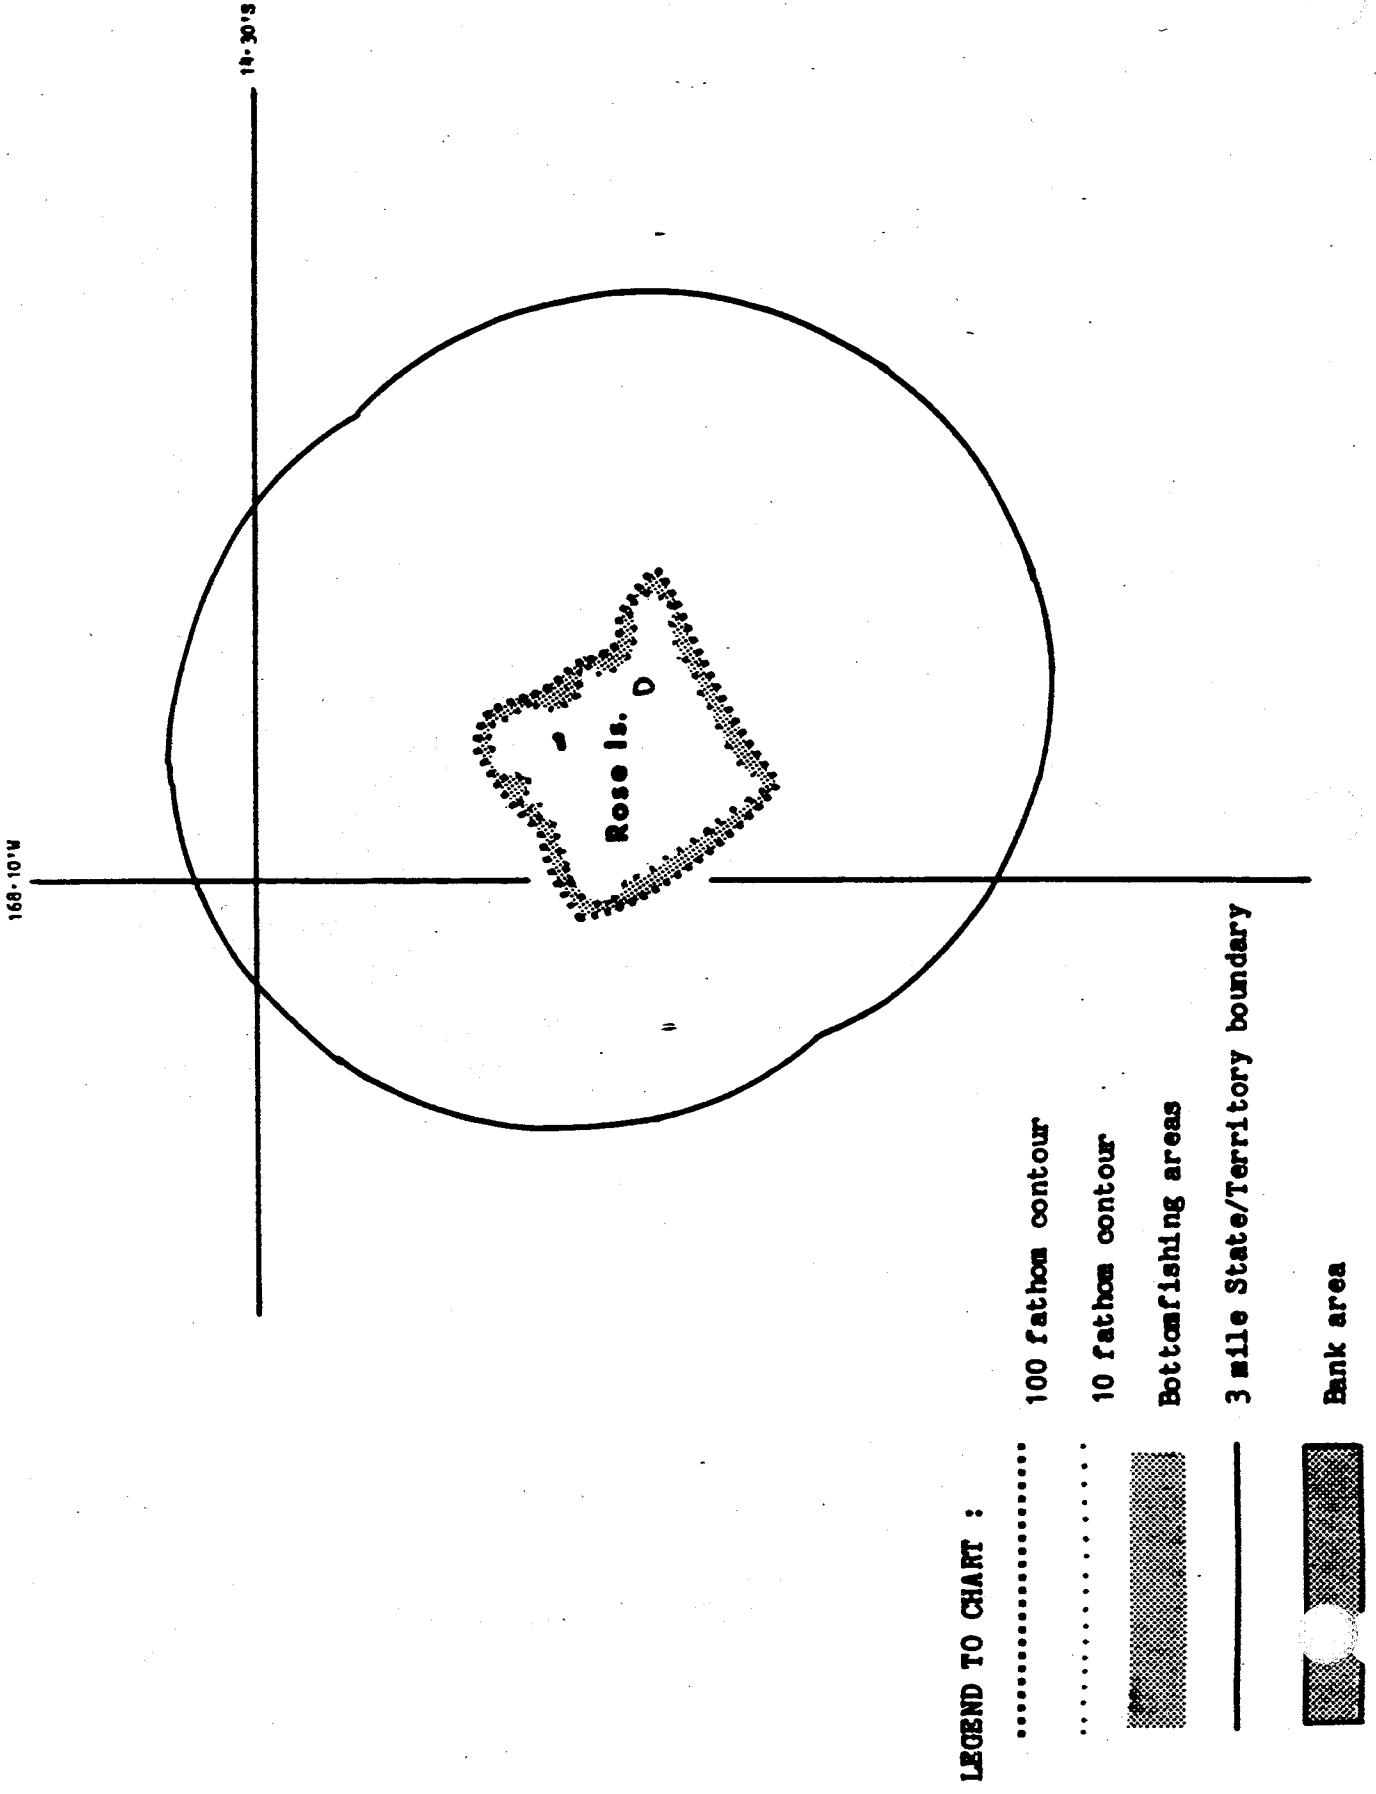 168·10'W
14·30'S
Rose Is.
LEGEND TO CHART :
100 fathom contour
10 fathom contour
Bottomfishing areas
3 mile State/Territory boundary
Bank area